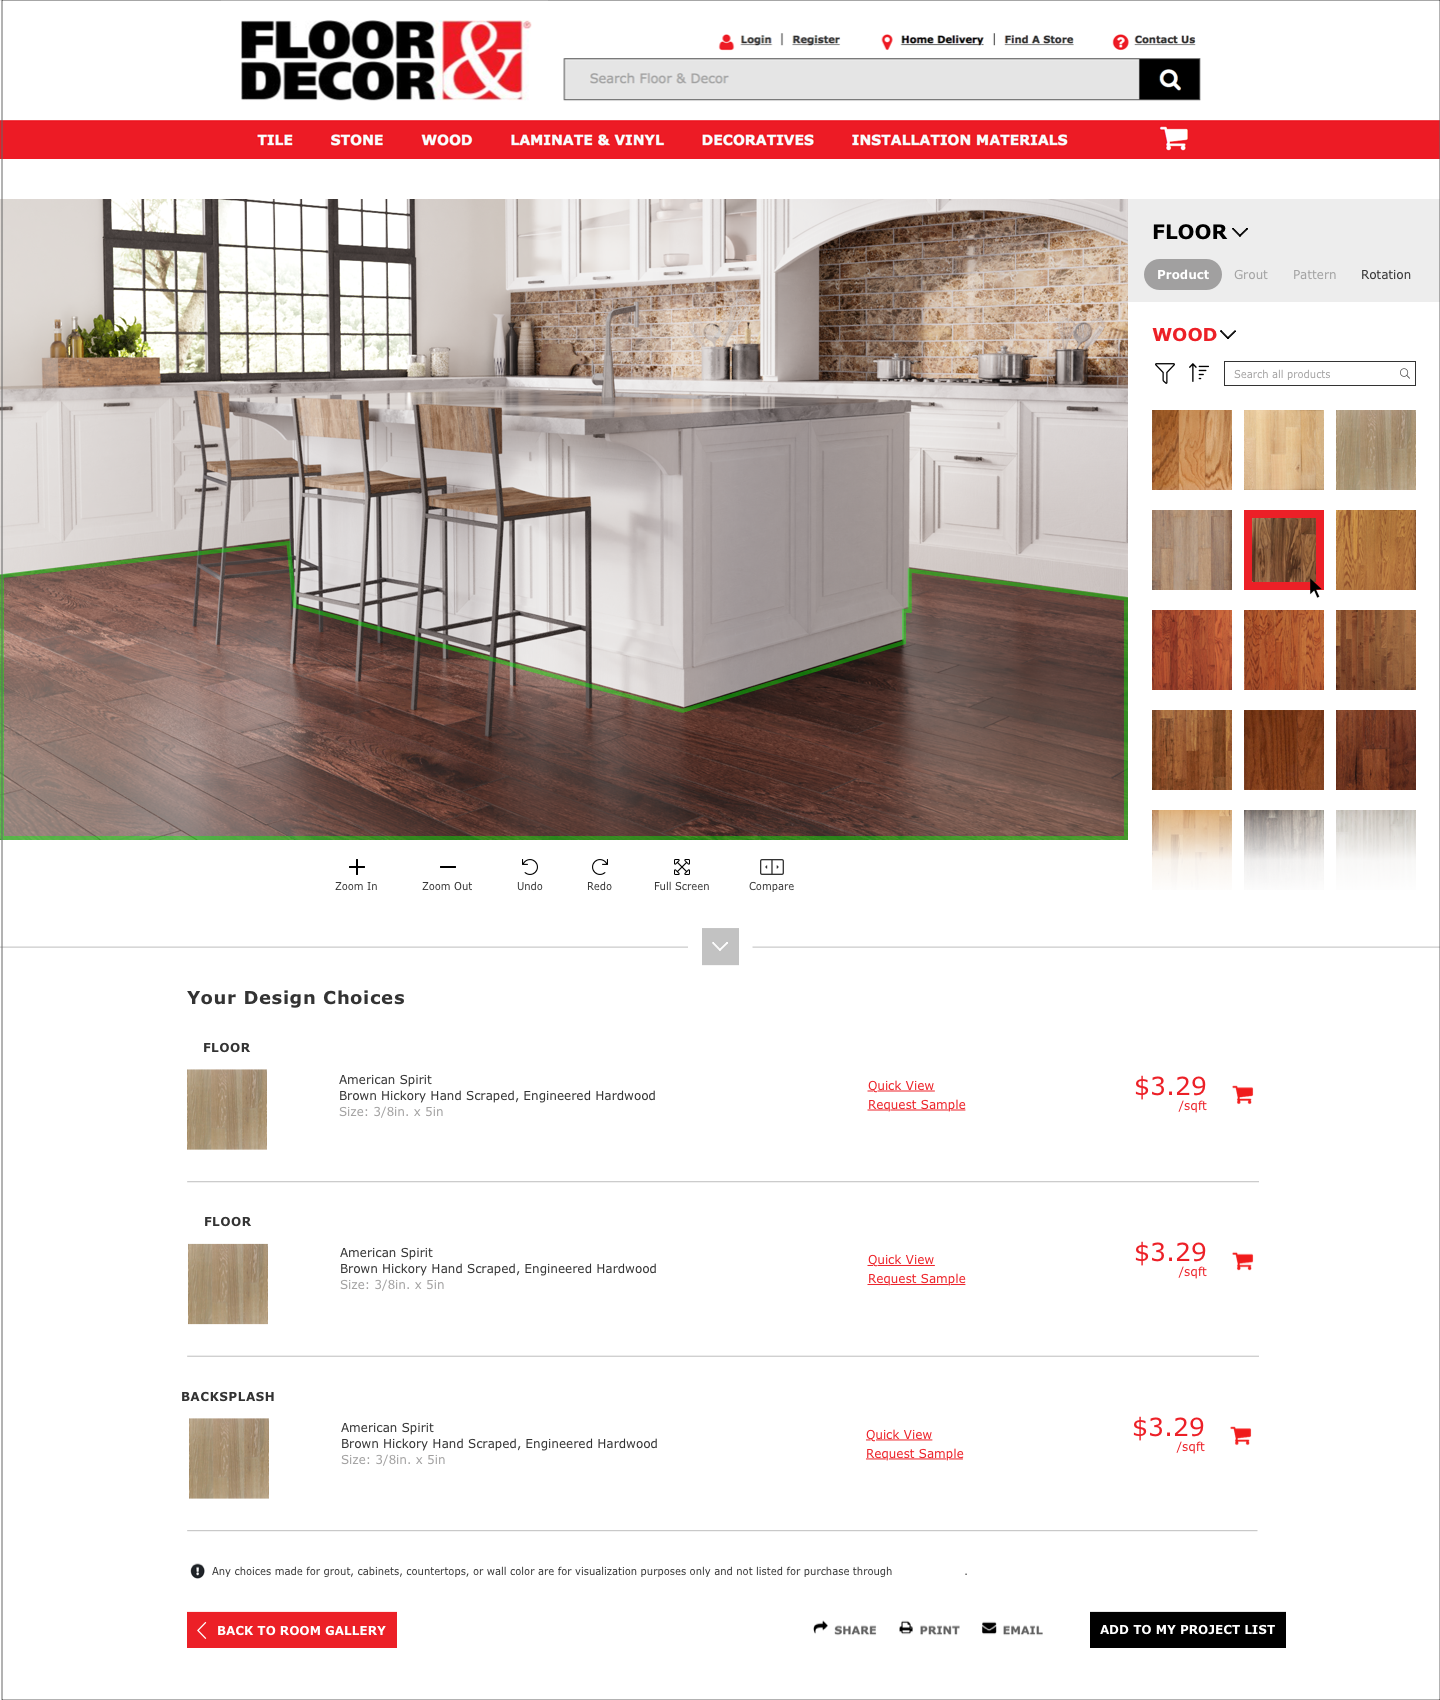 FLOOR &
DECOR
Login | Register
Home Delivery | Find A Store
Contact Us
Search Floor & Decor
TILE STONE WOOD LAMINATE & VINYL DECORATIVES INSTALLATION MATERIALS
FLOOR
Product Grout Pattern Rotation
WOOD
Search all products
Zoom In Zoom Out Undo Redo Full Screen Compare
Your Design Choices
FLOOR
American Spirit
Brown Hickory Hand Scraped, Engineered Hardwood
Size: 3/8in. x 5in
Quick View
Request Sample
$3.29
/sqft
FLOOR
American Spirit
Brown Hickory Hand Scraped, Engineered Hardwood
Size: 3/8in. x 5in
Quick View
Request Sample
$3.29
/sqft
BACKSPLASH
American Spirit
Brown Hickory Hand Scraped, Engineered Hardwood
Size: 3/8in. x 5in
Quick View
Request Sample
$3.29
/sqft
Any choices made for grout, cabinets, countertops, or wall color are for visualization purposes only and not listed for purchase through .
BACK TO ROOM GALLERY
SHARE PRINT EMAIL
ADD TO MY PROJECT LIST